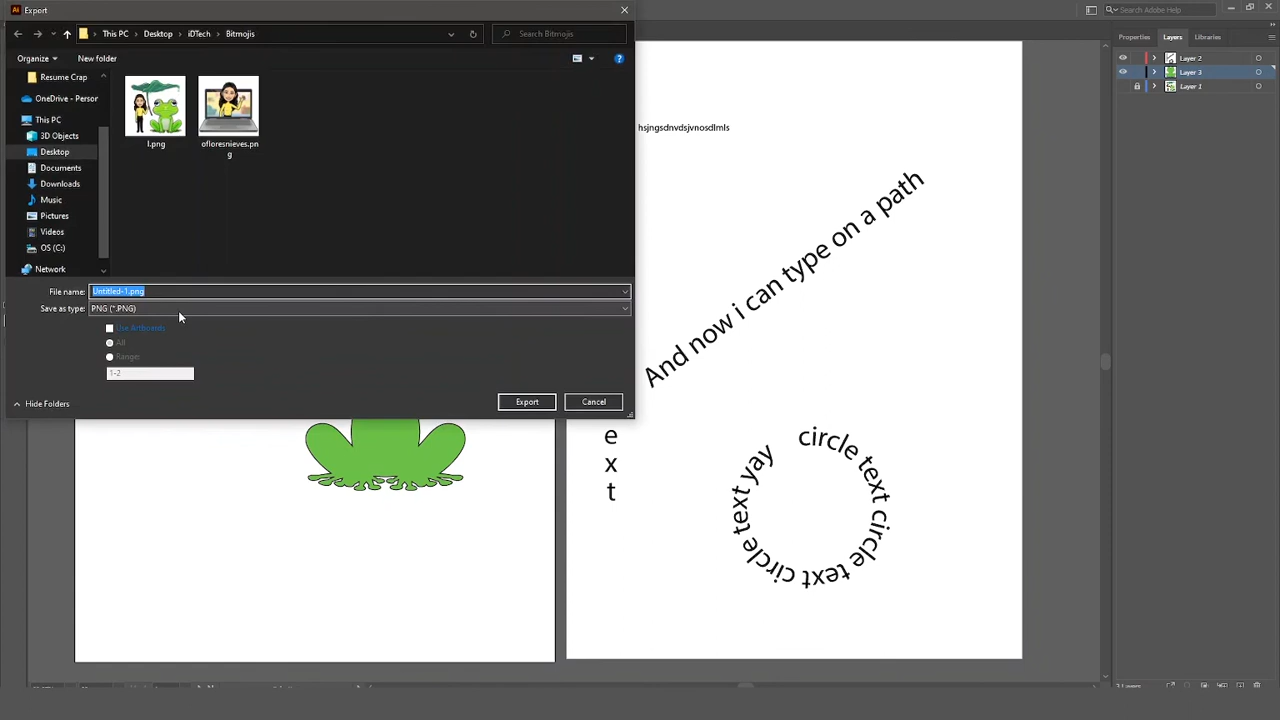 Export
This PC > Desktop > iDTech > Bitmojis
Search Bitmojis
Search Adobe Help
Organize
New folder
Properties
Layers
Libraries
Resume Crap
OneDrive - Person
This PC
3D Objects
Desktop
Documents
Downloads
Music
Pictures
Videos
OS (C:)
Network
I.png
ofloresnieves.pn
g
Layer 2
Layer 3
Layer 1
File name:
Untitled-1.png
Save as type:
PNG (*.PNG)
Use Artboards
All
Range:
1-2
Hide Folders
Export
Cancel
hsjngsdnvdsjvnosdlmls
And now i can type on a path
e
x
t
circle text circle text circle text circle text yay
3 Layers